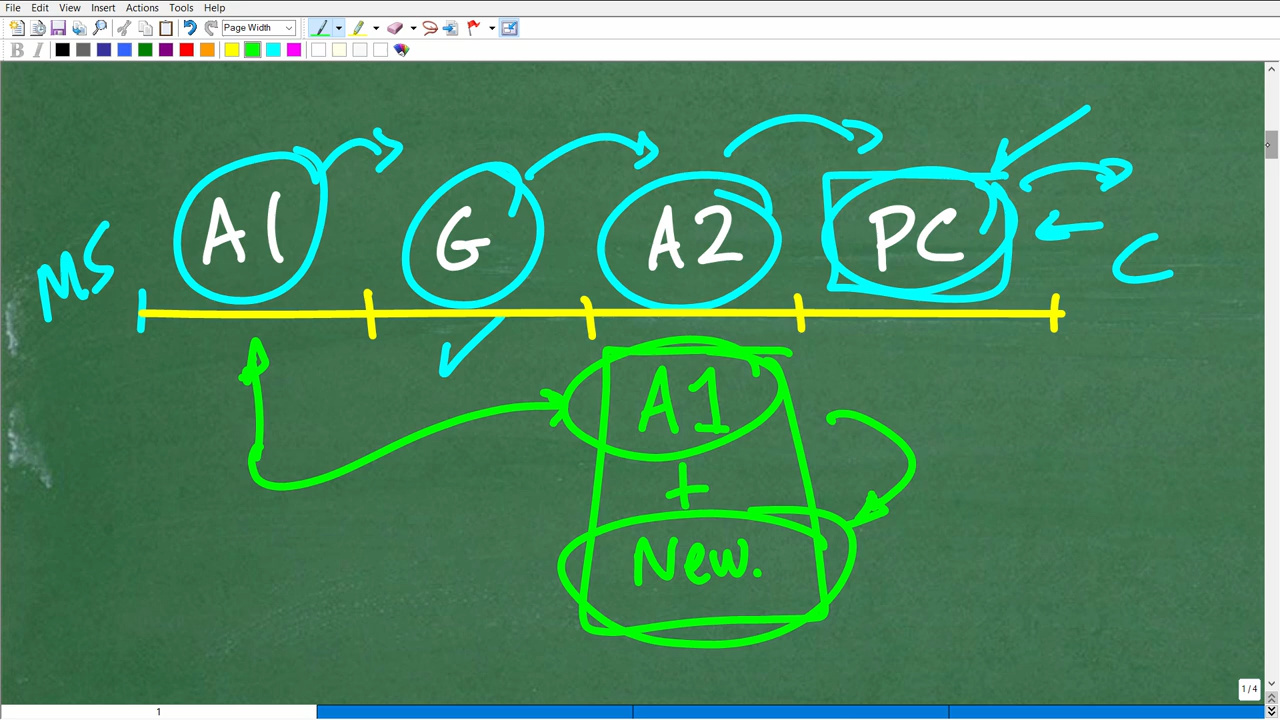 File Edit View Insert Actions Tools Help
Page Width
B I
A1 G A2 PC
MS C
A1
+
New.
1/4
1